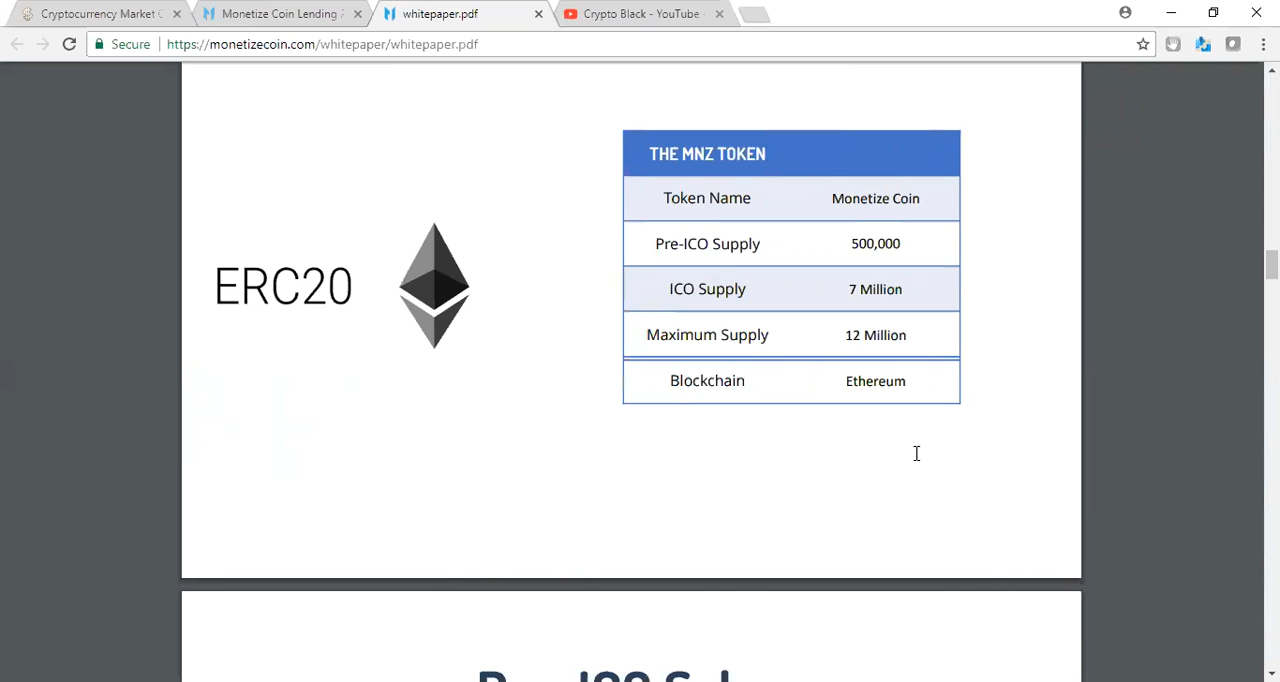 Cryptocurrency Market C
Monetize Coin Lending
whitepaper.pdf
Crypto Black - YouTube
Secure
https://monetizecoin.com/whitepaper/whitepaper.pdf
ERC20
THE MNZ TOKEN
Token Name Monetize Coin
Pre-ICO Supply 500,000
ICO Supply 7 Million
Maximum Supply 12 Million
Blockchain Ethereum